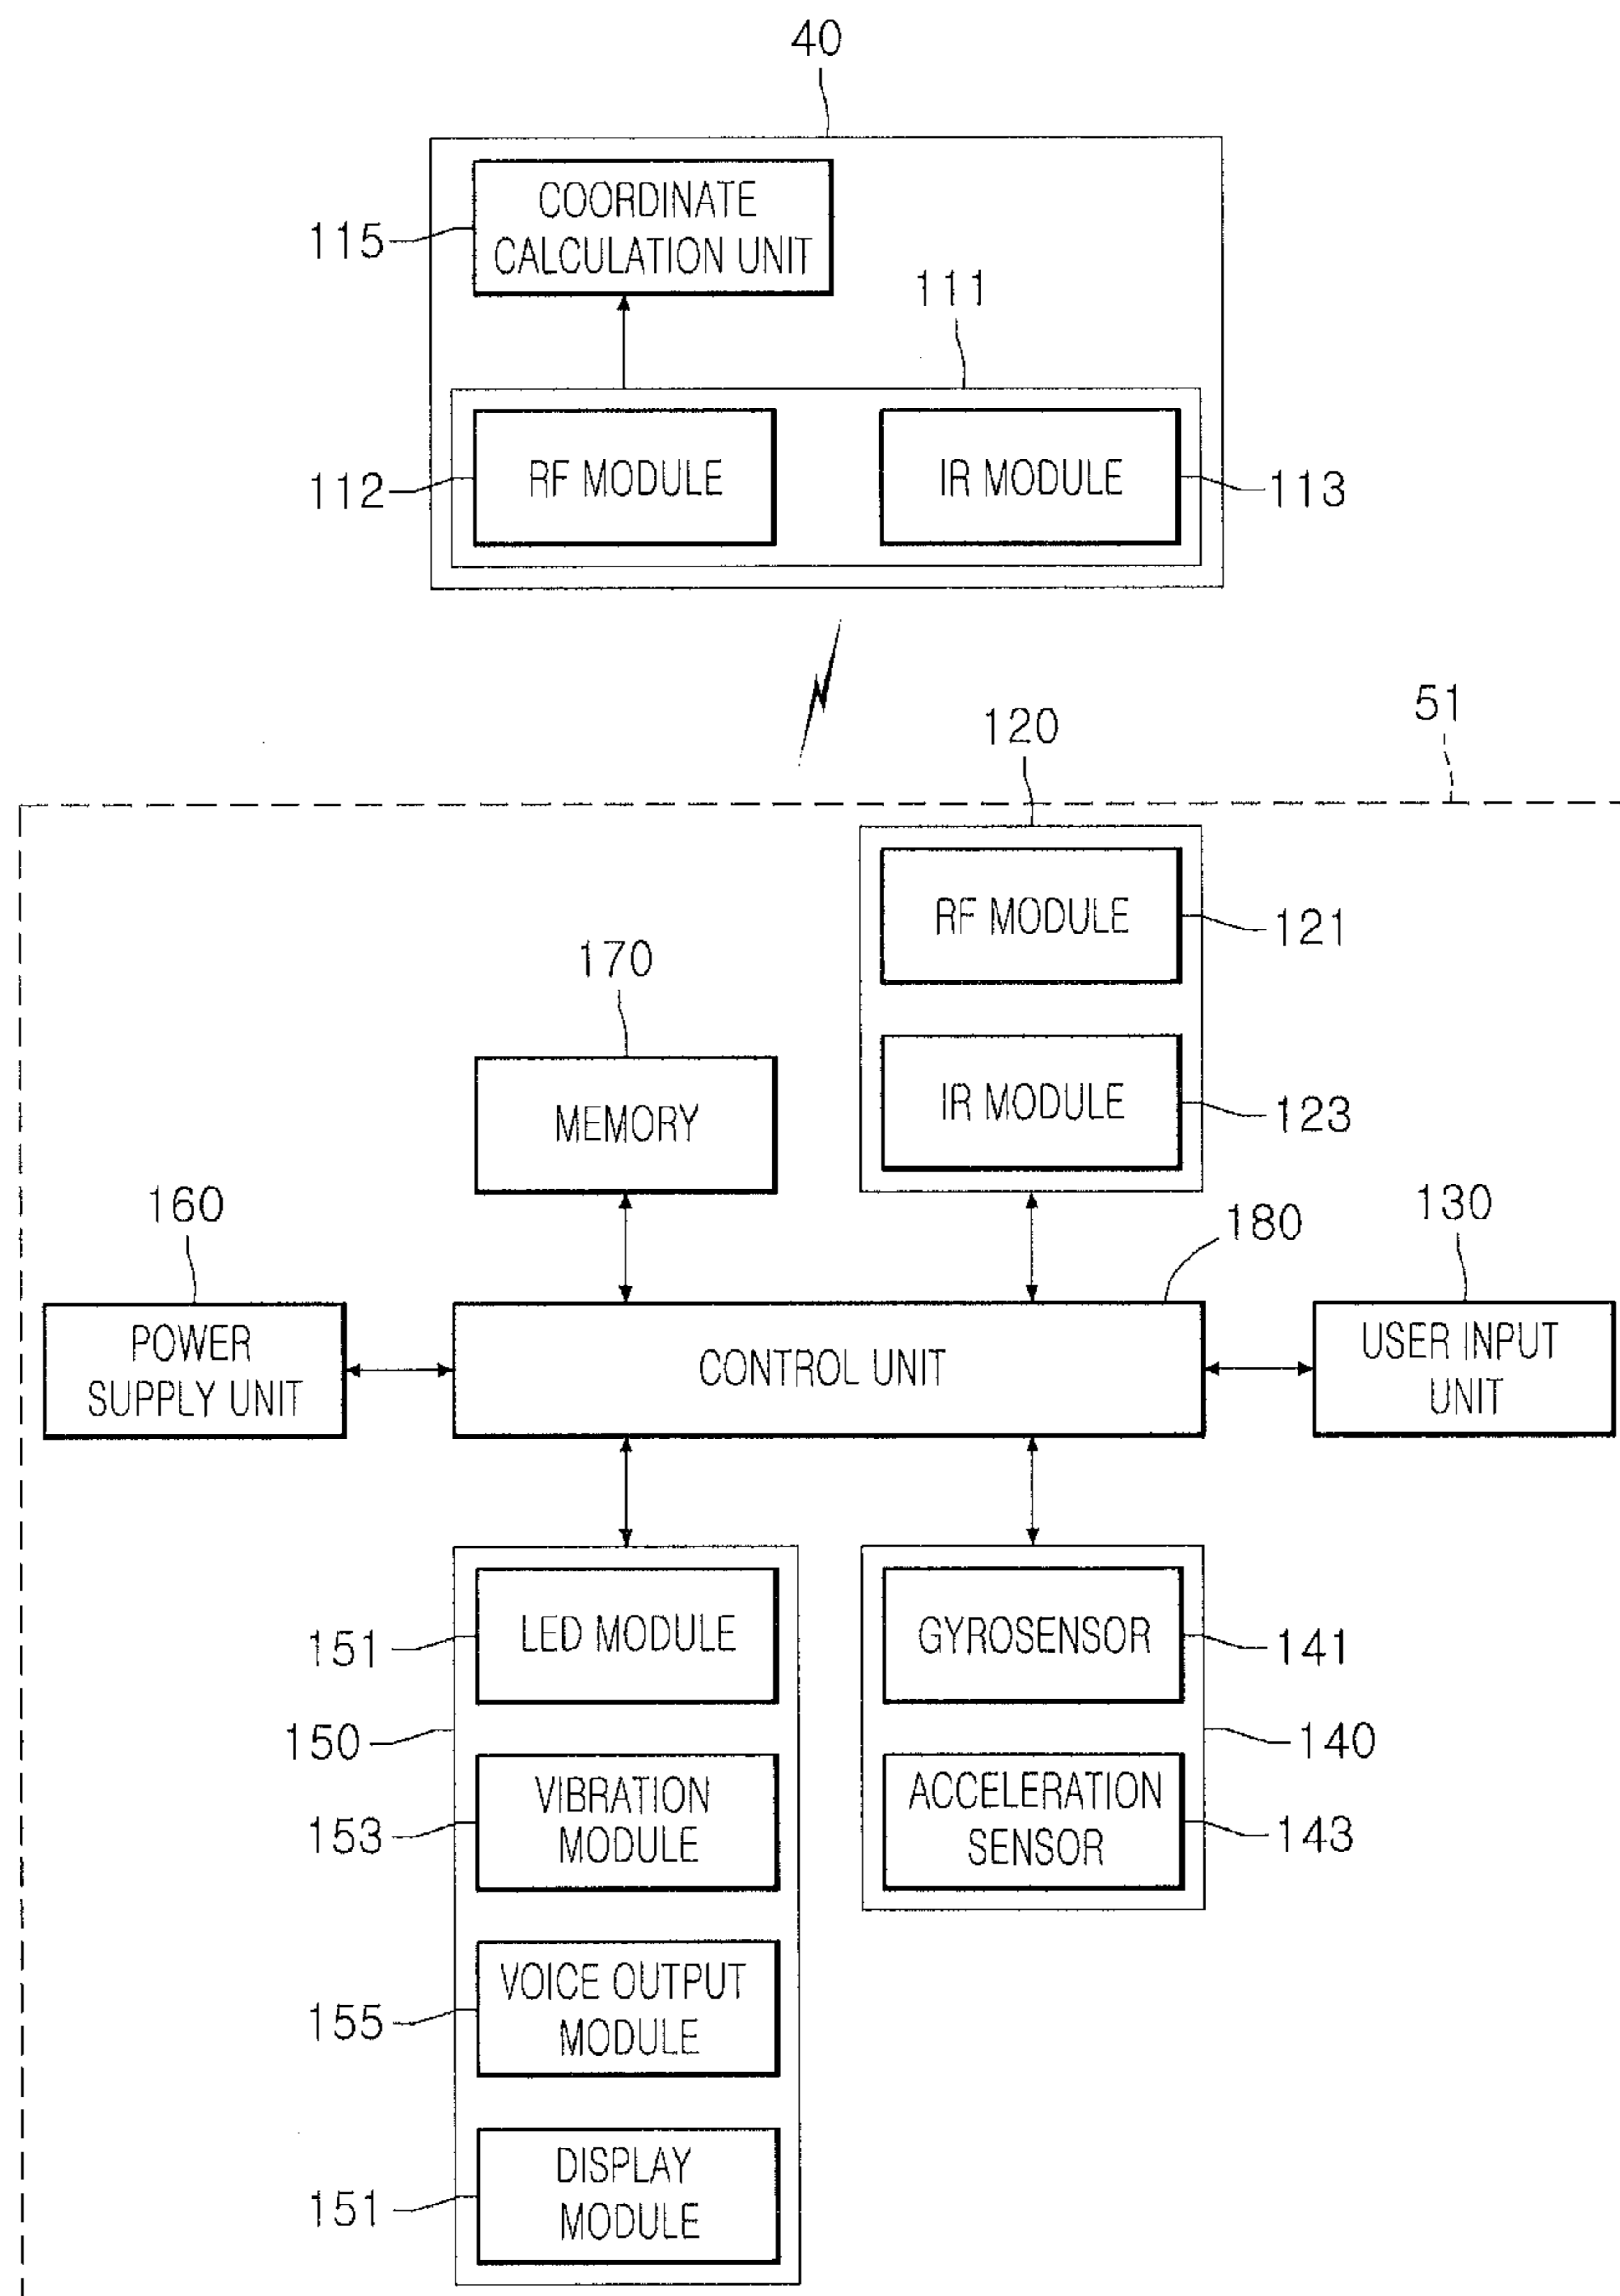 40
COORDINATE
CALCULATION UNIT
115
111
RF MODULE
112
IR MODULE
113
51
120
RF MODULE
121
170
MEMORY
IR MODULE
123
160
180
130
POWER
SUPPLY UNIT
CONTROL UNIT
USER INPUT
UNIT
151
LED MODULE
GYROSENSOR
141
150
140
153
VIBRATION
MODULE
ACCELERATION
SENSOR
143
155
VOICE OUTPUT
MODULE
151
DISPLAY
MODULE